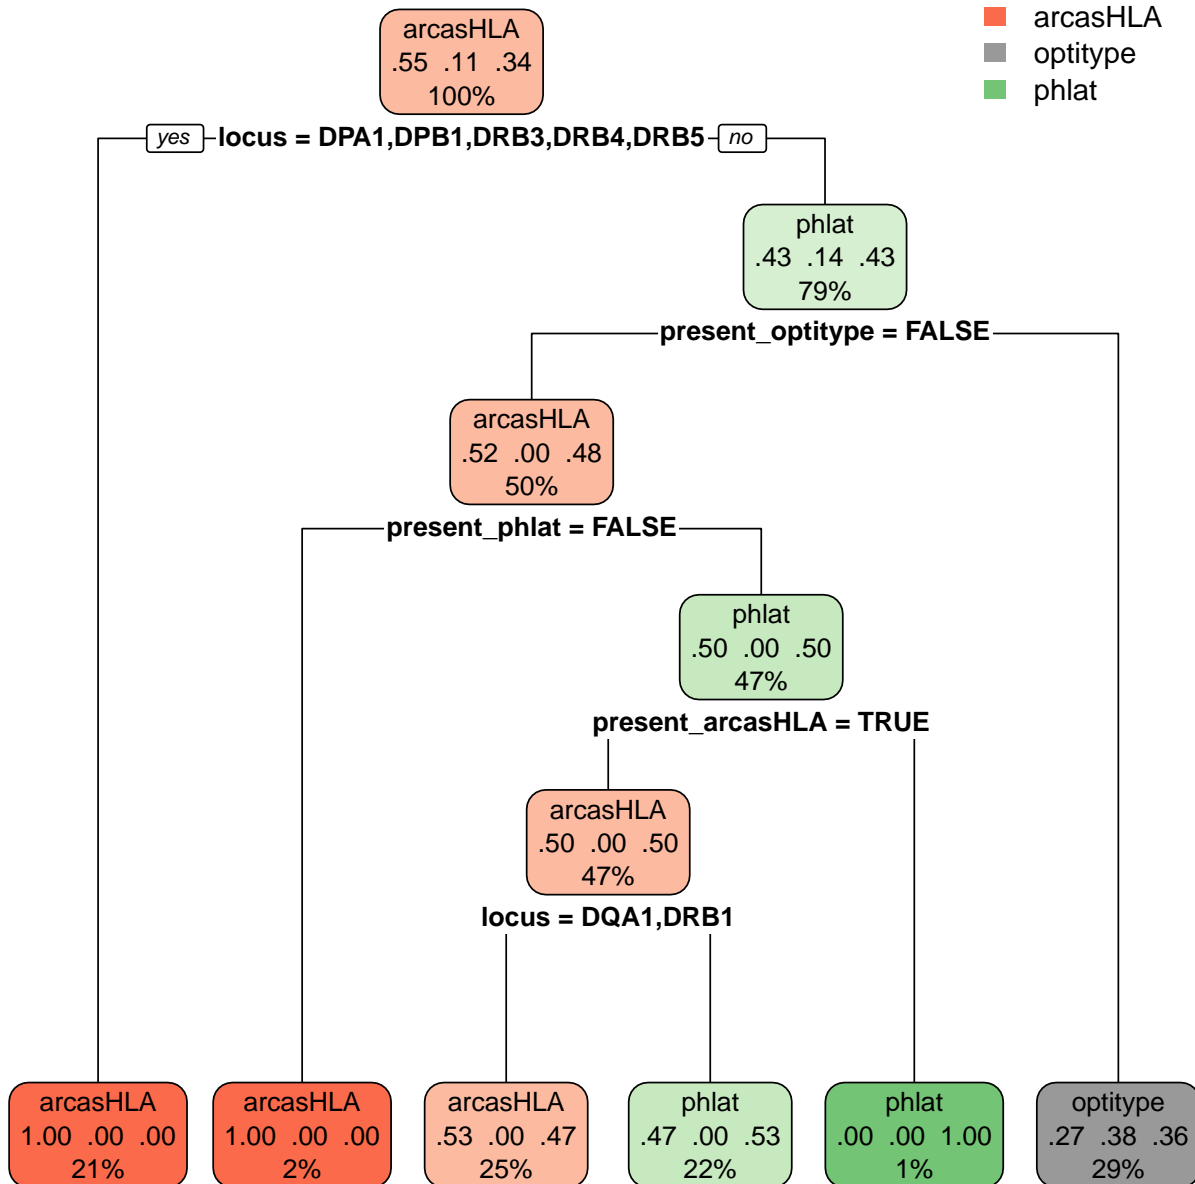 arcasHLA
.55 .11 .34
100%
arcasHLA
optitype
phlat
yes locus = DPA1,DPB1,DRB3,DRB4,DRB5 no
phlat
.43 .14 .43
79%
present_optitype = FALSE
arcasHLA
.52 .00 .48
50%
present_phlat = FALSE
phlat
.50 .00 .50
47%
present_arcasHLA = TRUE
arcasHLA
.50 .00 .50
47%
locus = DQA1,DRB1
arcasHLA
1.00 .00 .00
21%
arcasHLA
1.00 .00 .00
2%
arcasHLA
.53 .00 .47
25%
phlat
.47 .00 .53
22%
phlat
.00 .00 1.00
1%
optitype
.27 .38 .36
29%